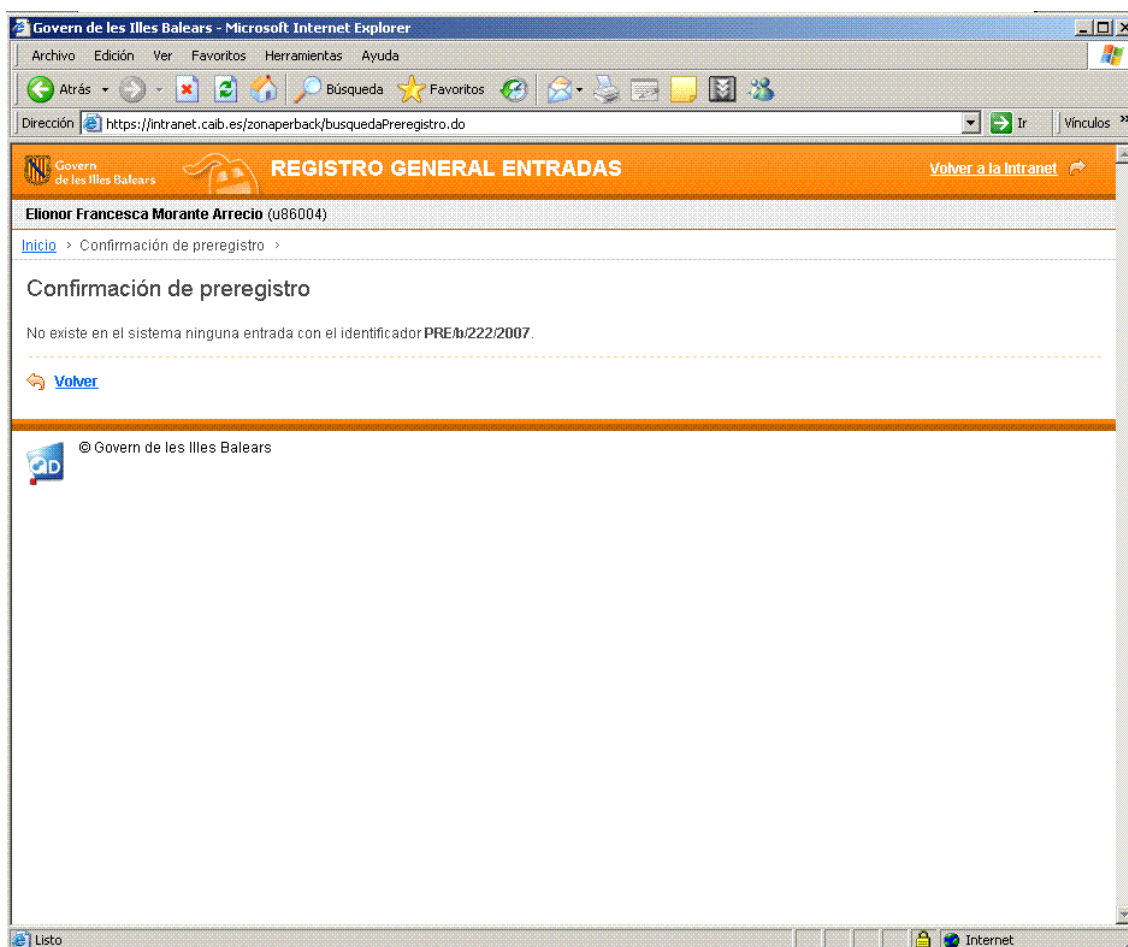 Govern de les Illes Balears - Microsoft Internet Explorer
Archivo Edición Ver Favoritos Herramientas Ayuda
Atrás Búsqueda Favoritos
Dirección https://intranet.caib.es/zonaperback/busquedaPreregistro.do Ir Vínculos »
Govern
de les Illes Balears
REGISTRO GENERAL ENTRADAS
Volver a la Intranet
Elionor Francesca Morante Arrecio (u86004)
Inicio > Confirmación de preregistro >
Confirmación de preregistro
No existe en el sistema ninguna entrada con el identificador PRE/b/222/2007.
Volver
© Govern de les Illes Balears
Listo Internet